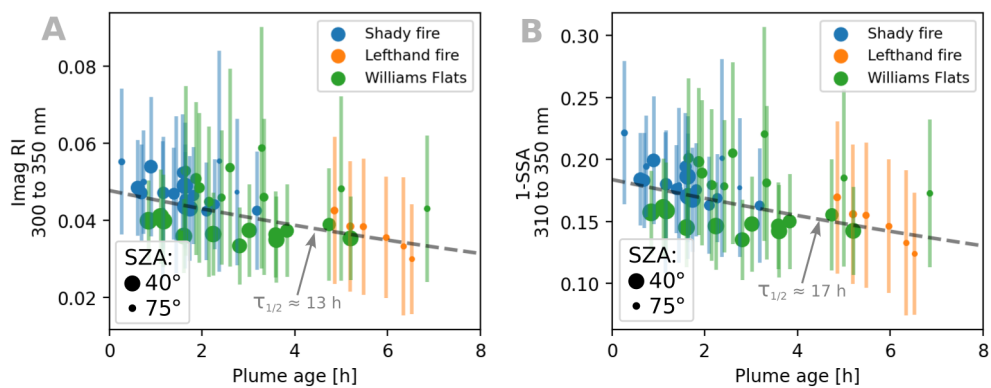 A
Imag RI
300 to 350 nm
0.08
0.06
0.04
0.02
Shady fire
Lefthand fire
Williams Flats
SZA:
40°
75°
τ1/2 ≈ 13 h
0
2
4
6
8
Plume age [h]
B
1-SSA
310 to 350 nm
0.30
0.25
0.20
0.15
0.10
Shady fire
Lefthand fire
Williams Flats
SZA:
40°
75°
τ1/2 ≈ 17 h
0
2
4
6
8
Plume age [h]